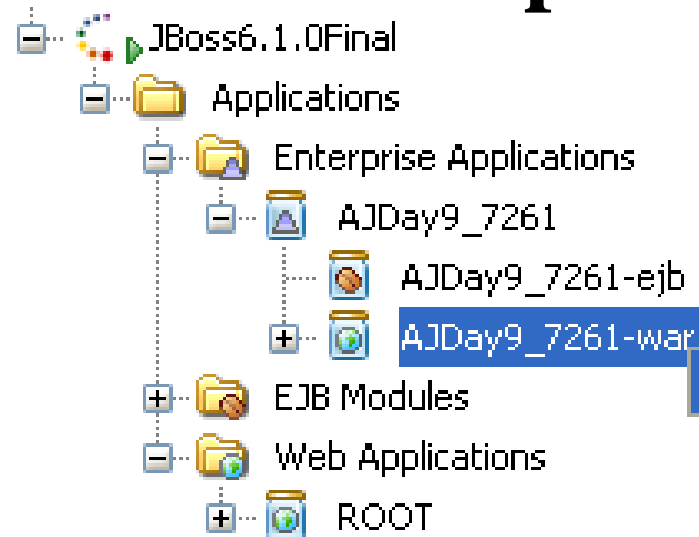 JBoss6.1.0Final
Applications
Enterprise Applications
AJDay9_7261
AJDay9_7261-ejb
AJDay9_7261-war
EJB Modules
Web Applications
ROOT